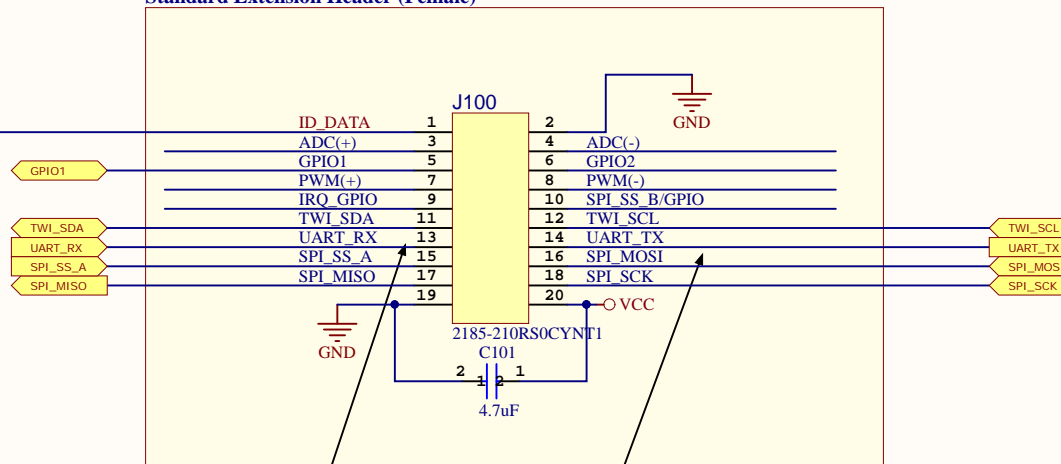 Standard Extension Header (Female)
J100
GND
ID_DATA 1 2
ADC(+) 3 4 ADC(-)
GPIO1 GPIO1 5 6 GPIO2
PWM(+) 7 8 PWM(-)
IRQ_GPIO 9 10 SPI_SS_B/GPIO
TWI_SDA TWI_SDA 11 12 TWI_SCL TWI_SCL
UART_RX UART_RX 13 14 UART_TX UART_TX
SPI_SS_A SPI_SS_A 15 16 SPI_MOSI SPI_MOS
SPI_MISO SPI_MISO 17 18 SPI_SCK SPI_SCK
19 20 VCC
GND
2185-210RS0CYNT1
C101
2 1 2 1
4.7uF